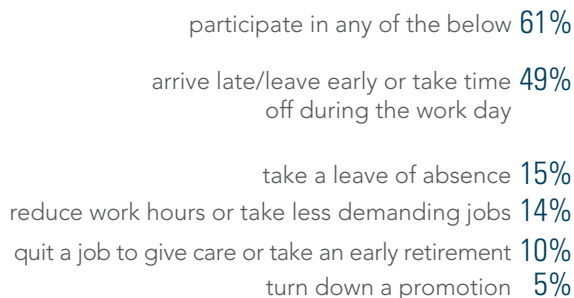 participate in any of the below 61%
arrive late/leave early or take time 49%
off during the work day
take a leave of absence 15%
reduce work hours or take less demanding jobs 14%
quit a job to give care or take an early retirement 10%
turn down a promotion 5%